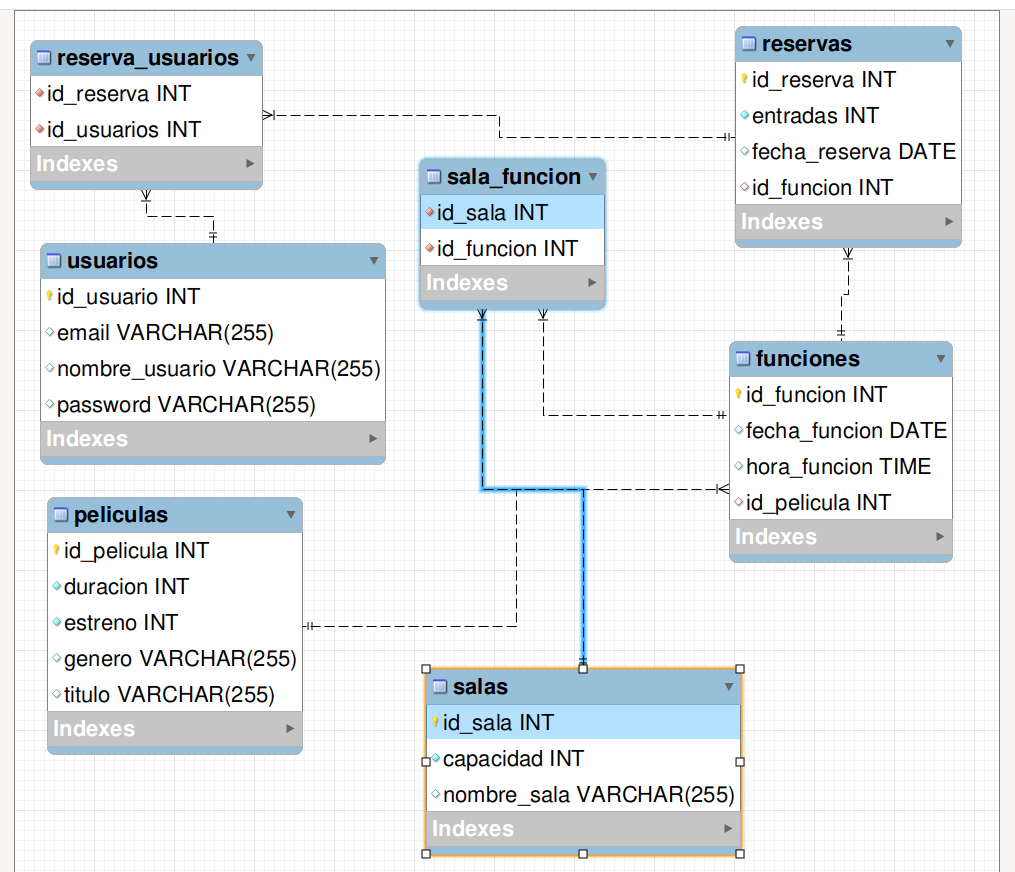 reserva_usuarios
id_reserva INT
id_usuarios INT
Indexes
reservas
id_reserva INT
entradas INT
fecha_reserva DATE
id_funcion INT
Indexes
sala_funcion
id_sala INT
id_funcion INT
Indexes
usuarios
id_usuario INT
email VARCHAR(255)
nombre_usuario VARCHAR(255)
password VARCHAR(255)
Indexes
funciones
id_funcion INT
fecha_funcion DATE
hora_funcion TIME
id_pelicula INT
Indexes
peliculas
id_pelicula INT
duracion INT
estreno INT
genero VARCHAR(255)
titulo VARCHAR(255)
Indexes
salas
id_sala INT
capacidad INT
nombre_sala VARCHAR(255)
Indexes